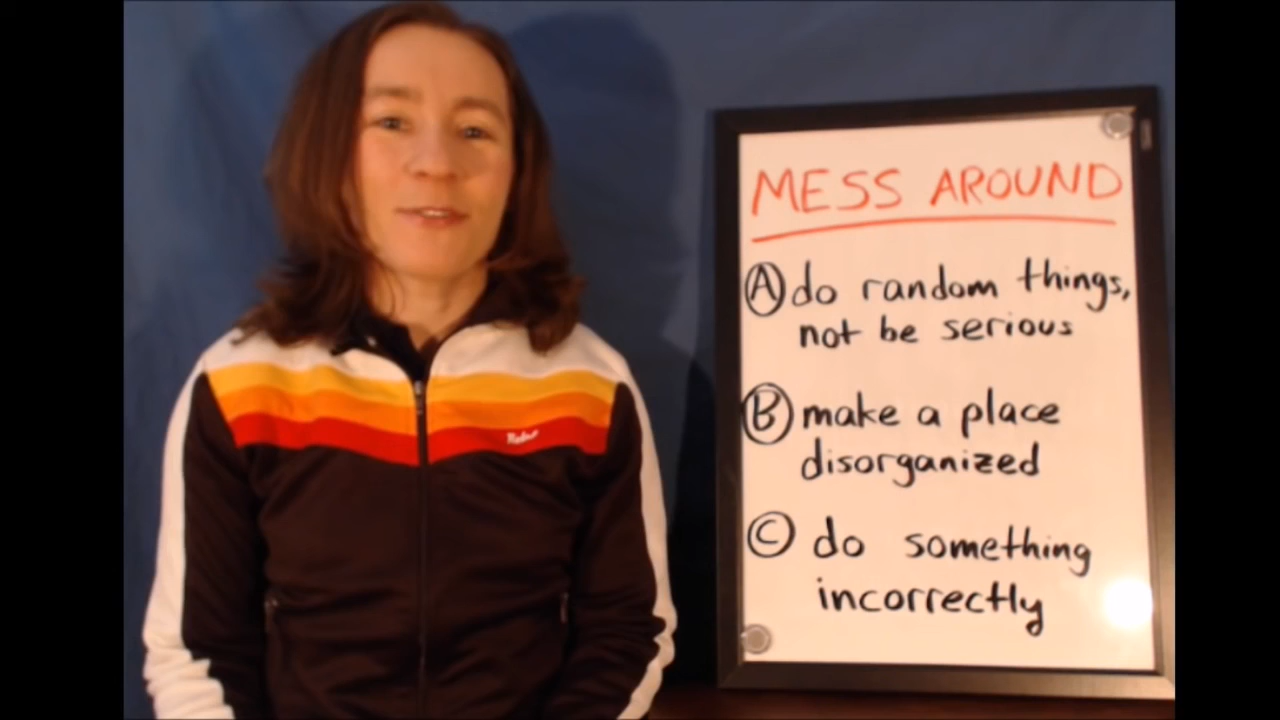 MESS AROUND
Ⓐ do random things,
not be serious
Ⓑ make a place
disorganized
Ⓒ do something
incorrectly